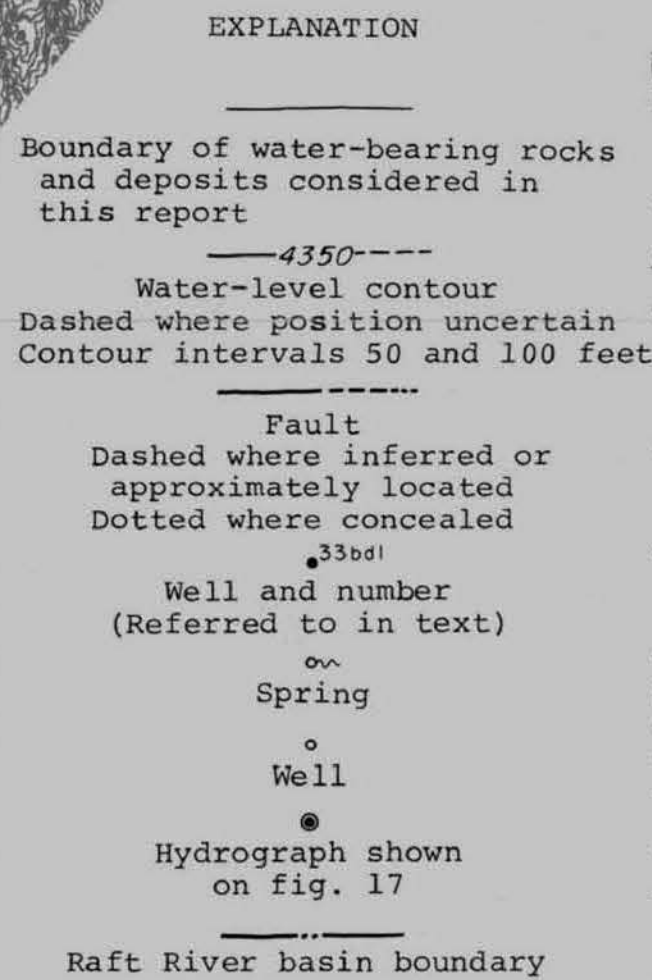 EXPLANATION
Boundary of water-bearing rocks
and deposits considered in
this report
4350
Water-level contour
Dashed where position uncertain
Contour intervals 50 and 100 feet
Fault
Dashed where inferred or
approximately located
Dotted where concealed
33bdl
Well and number
(Referred to in text)
Spring
Well
Hydrograph shown
on fig. 17
Raft River basin boundary